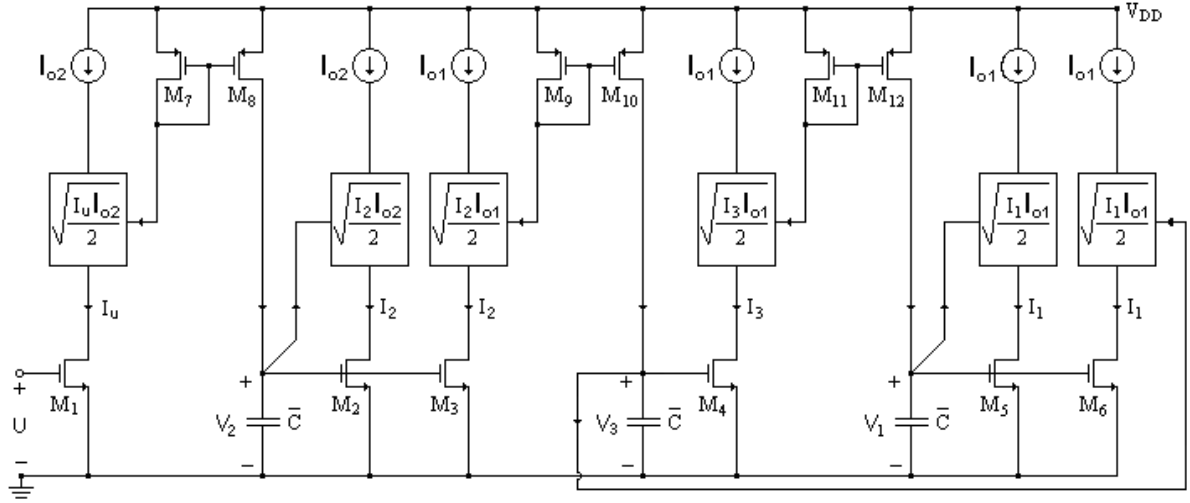 V_DD
I_o2 M_7 M_8 I_o2 I_o1 M_9 M_10 I_o1 M_11 M_12 I_o1 I_o1
√(I_u I_o2 / 2) √(I_2 I_o2 / 2) √(I_2 I_o1 / 2) √(I_3 I_o1 / 2) √(I_1 I_o1 / 2) √(I_1 I_o1 / 2)
I_u I_2 I_2 I_3 I_1 I_1
+ M_1 + M_2 M_3 + M_4 + M_5 M_6
U V_2 C̄ V_3 C̄ V_1 C̄
− − − −